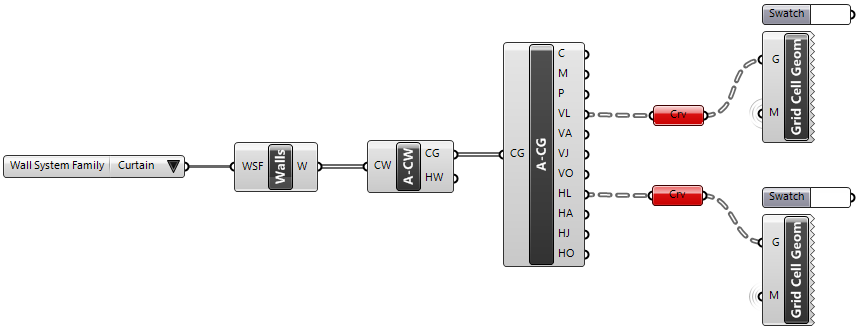 Swatch
G
M
Grid Cell Geom
Wall System Family Curtain
WSF Walls W
CW A-CW CG
HW
CG A-CG
C
M
P
VL
VA
VJ
VO
HL
HA
HJ
HO
Crv
Crv
Swatch
G
M
Grid Cell Geom